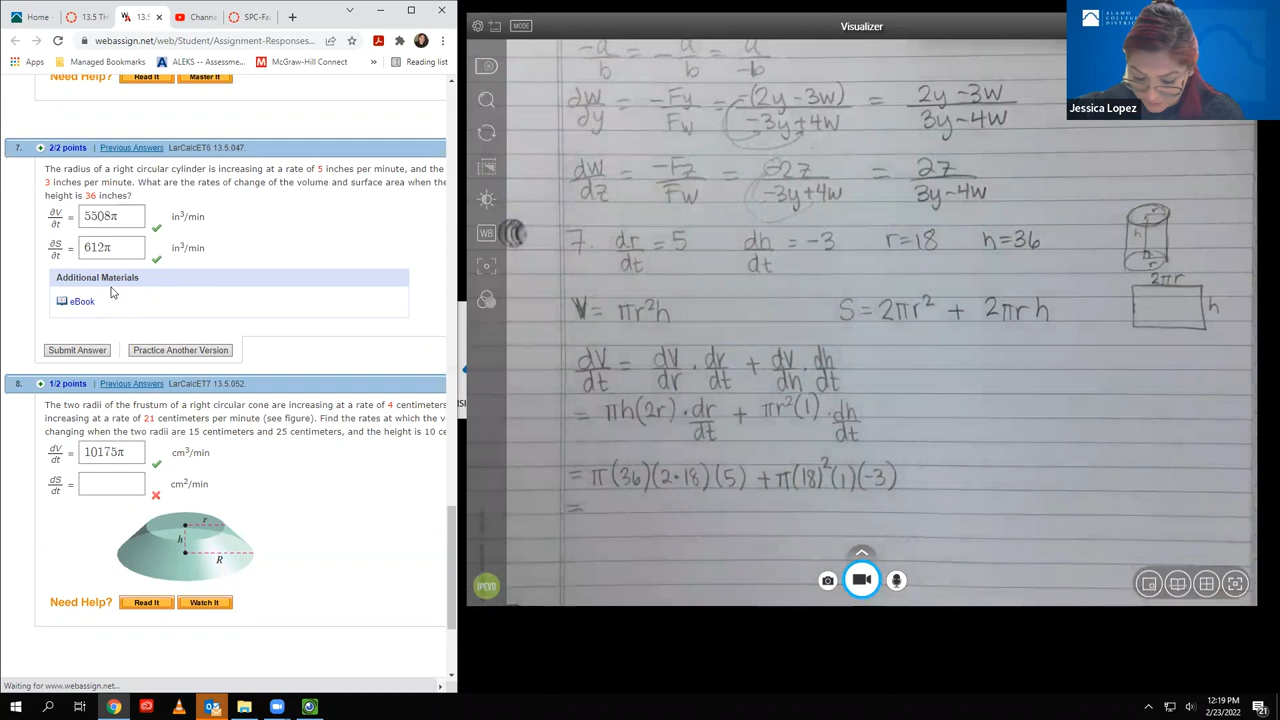 Home -
13.5 TH
13.5
Chann
SPC-Fa
webassign.net/web/Student/Assignment-Responses...
Apps
Managed Bookmarks
ALEKS -- Assessme...
McGraw-Hill Connect
»
Reading list
Need Help? Read It Master It
7. 2/2 points | Previous Answers LarCalcET6 13.5.047.
The radius of a right circular cylinder is increasing at a rate of 5 inches per minute, and the
3 inches per minute. What are the rates of change of the volume and surface area when the
height is 36 inches?
∂V/∂t = 5508π in³/min
∂S/∂t = 612π in³/min
Additional Materials
eBook
Submit Answer Practice Another Version
8. 1/2 points | Previous Answers LarCalcET7 13.5.052.
The two radii of the frustum of a right circular cone are increasing at a rate of 4 centimeters
increasing at a rate of 21 centimeters per minute (see figure). Find the rates at which the v
changing when the two radii are 15 centimeters and 25 centimeters, and the height is 10 ce
dV/dt = 10175π cm³/min
dS/dt = cm²/min
r
h
R
Need Help? Read It Watch It
Waiting for www.webassign.net...
MODE
Visualizer
WB
IPEVO
-a/b = -a/b = a/-b
∂w/∂y = -Fy/Fw = -(2y-3w)/-3y+4w = 2y-3w/3y-4w
∂w/∂z = -Fz/Fw = -2z/-3y+4w = 2z/3y-4w
7. dr/dt = 5 dh/dt = -3 r=18 h=36
V= πr²h S = 2πr² + 2πrh
r
h
r
2πr
h
dV/dt = dV/dr · dr/dt + dV/dh · dh/dt
= πh(2r) · dr/dt + πr²(1) · dh/dt
= π(36)(2·18)(5) + π(18)²(1)(-3)
=
ALAMO
COLLEGES
DISTRICT
Jessica Lopez
12:19 PM
2/23/2022
21